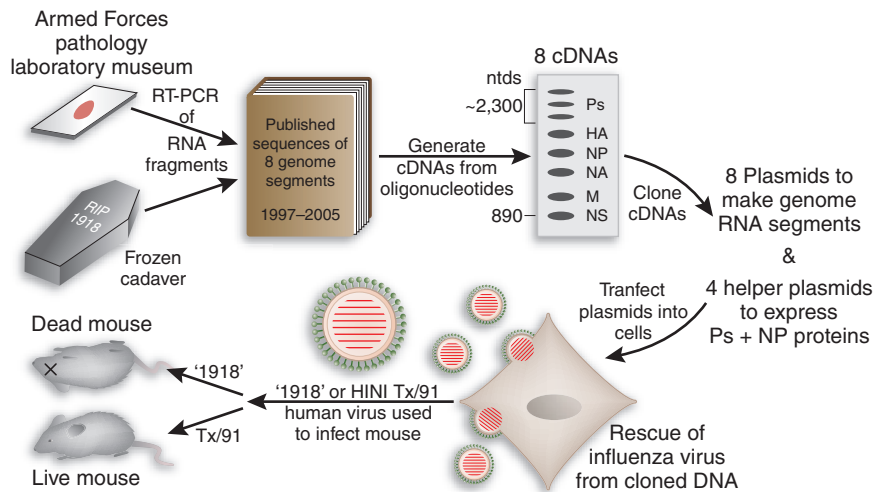 Armed Forces
pathology
laboratory museum
RT-PCR
of
RNA
fragments
RIP
1918
Frozen
cadaver
Published
sequences of
8 genome
segments
1997–2005
Generate
cDNAs from
oligonucleotides
8 cDNAs
ntds
~2,300
Ps
HA
NP
NA
M
890
NS
Clone
cDNAs
8 Plasmids to
make genome
RNA segments
&
4 helper plasmids
to express
Ps + NP proteins
Tranfect
plasmids into
cells
Rescue of
influenza virus
from cloned DNA
'1918' or HINI Tx/91
human virus used
to infect mouse
Dead mouse
'1918'
Tx/91
Live mouse